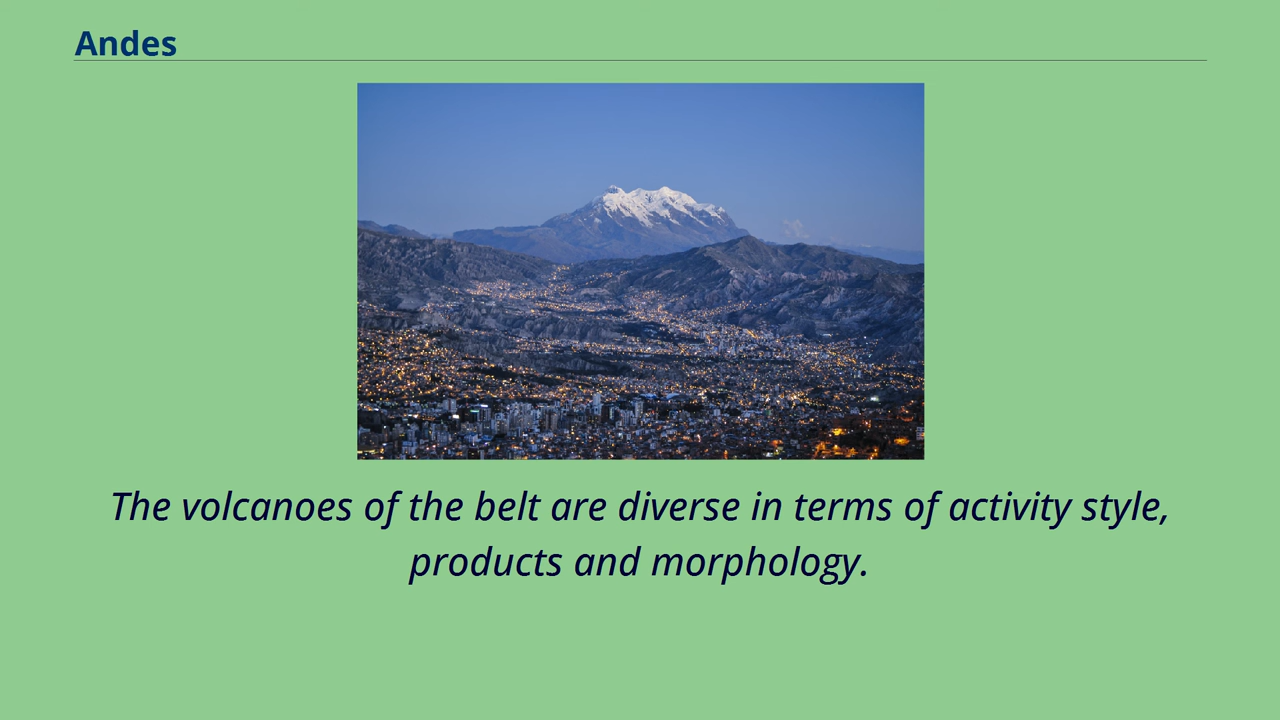 Andes
The volcanoes of the belt are diverse in terms of activity style,
products and morphology.